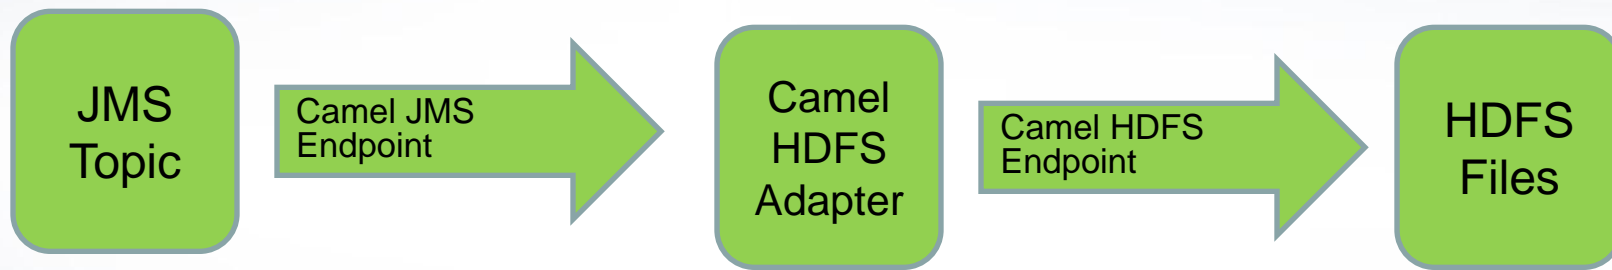 JMS
Topic
Camel JMS
Endpoint
Camel
HDFS
Adapter
Camel HDFS
Endpoint
HDFS
Files